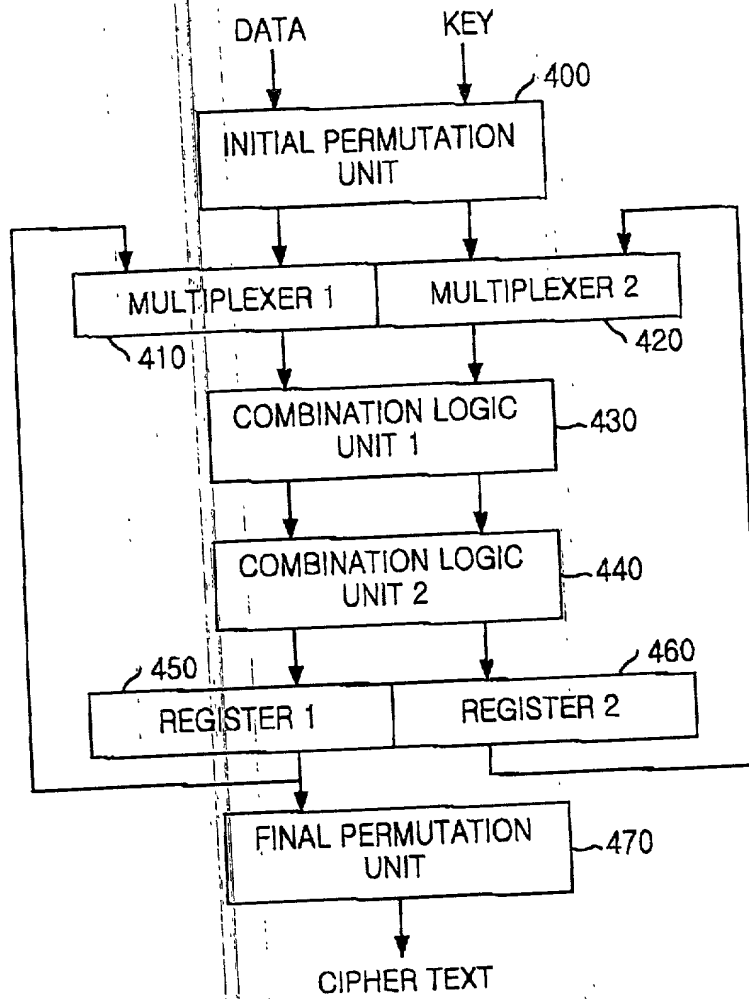 DATA KEY
400
INITIAL PERMUTATION
UNIT
MULTIPLEXER 1 MULTIPLEXER 2
410 420
COMBINATION LOGIC
UNIT 1
430
COMBINATION LOGIC
UNIT 2
440
450 460
REGISTER 1 REGISTER 2
FINAL PERMUTATION
UNIT
470
CIPHER TEXT